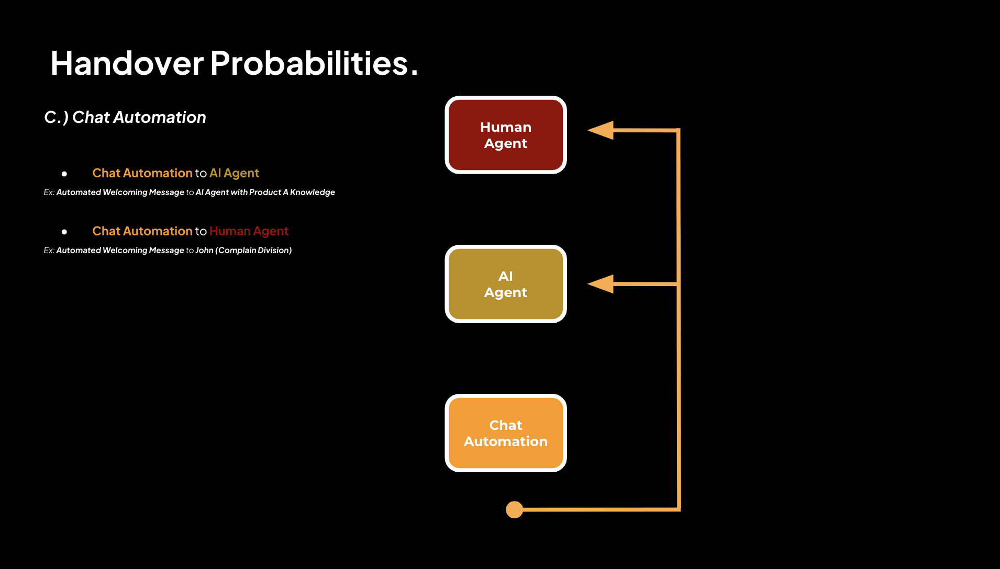 Handover Probabilities.
C.) Chat Automation
● Chat Automation to AI Agent
Ex: Automated Welcoming Message to AI Agent with Product A Knowledge
● Chat Automation to Human Agent
Ex: Automated Welcoming Message to John (Complain Division)
Human
Agent
AI
Agent
Chat
Automation